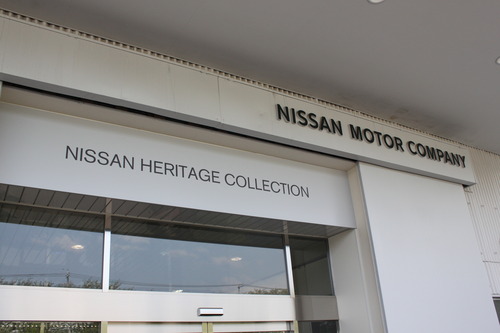 NISSAN MOTOR COMPANY
NISSAN HERITAGE COLLECTION